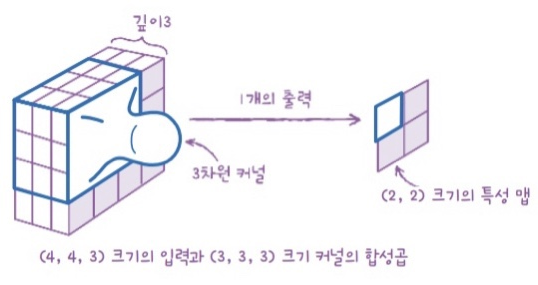 깊이3
1개의 출력
3차원 커널
(2, 2) 크기의 특성 맵
(4, 4, 3) 크기의 입력과 (3, 3, 3) 크기 커널의 합성곱